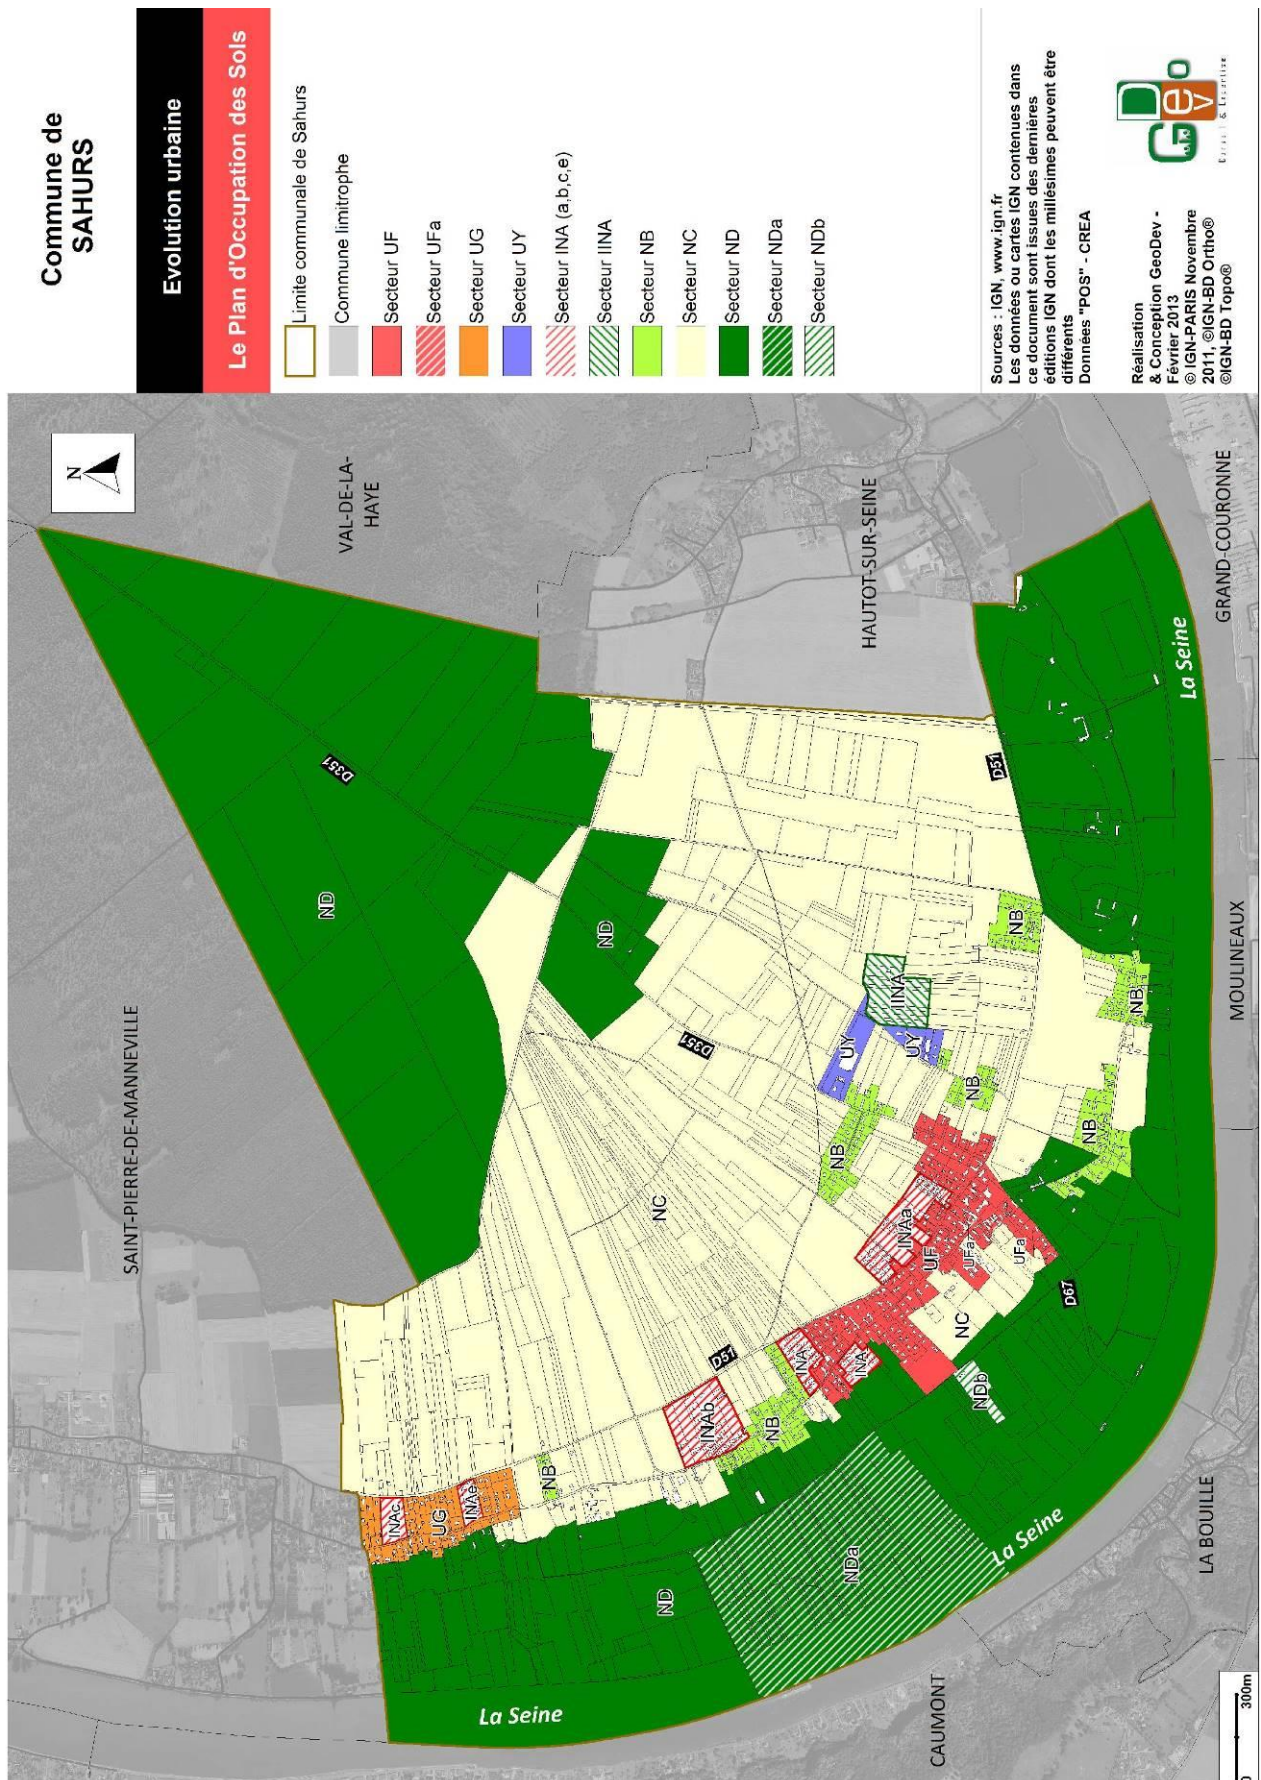 Commune de
SAHURS
Evolution urbaine
Le Plan d'Occupation des Sols
Limite communale de Sahurs
Commune limitrophe
Secteur UF
Secteur UFa
Secteur UG
Secteur UY
Secteur INA (a,b,c,e)
Secteur IINA
Secteur NB
Secteur NC
Secteur ND
Secteur NDa
Secteur NDb
Sources : IGN, www.ign.fr
Les données ou cartes IGN contenues dans
ce document sont issues des dernières
éditions IGN dont les millésimes peuvent être
différents
Données "POS" - CREA
Réalisation
& Conception GeoDev -
Février 2013
© IGN-PARIS Novembre
2011, ©IGN-BD Ortho®
©IGN-BD Topo®
GeoDev
N
VAL-DE-LA-
HAYE
SAINT-PIERRE-DE-MANNEVILLE
HAUTOT-SUR-SEINE
GRAND-COURONNE
MOULINEAUX
LA BOUILLE
CAUMONT
La Seine
La Seine
La Seine
D351
D351
D51
D51
D67
ND
ND
ND
NC
NC
NB
NB
NB
NB
NB
NB
NB
IINA
UY
UY
INAa
UF
UFa
UFa
INA
INA
INAb
INAc
INAe
UG
NDa
NDb
300m